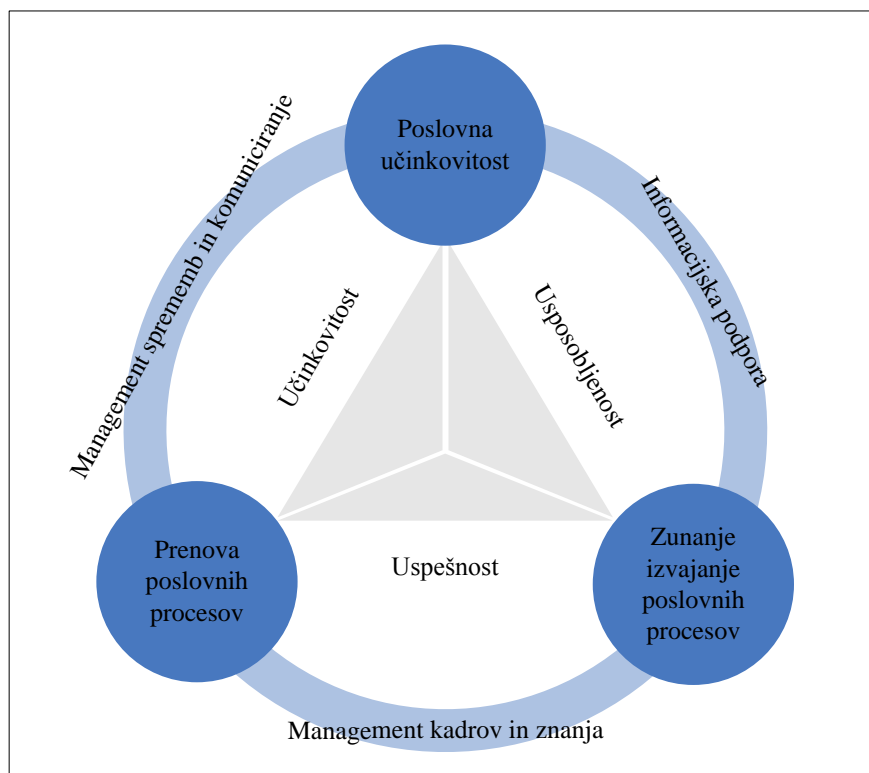 Poslovna
učinkovitost
Management sprememb in komuniciranje
Informacijska podpora
Učinkovitost
Usposobljenost
Prenova
poslovnih
procesov
Uspešnost
Zunanje
izvajanje
poslovnih
procesov
Management kadrov in znanja